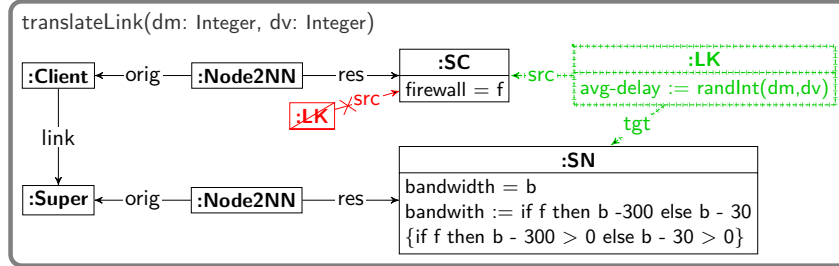 translateLink(dm: Integer, dv: Integer)
:Client
orig
:Node2NN
res
:SC
firewall = f
src
:LK
avg-delay := randInt(dm,dv)
:LK
src
tgt
link
:Super
orig
:Node2NN
res
:SN
bandwidth = b
bandwith := if f then b -300 else b - 30
{if f then b - 300 > 0 else b - 30 > 0}